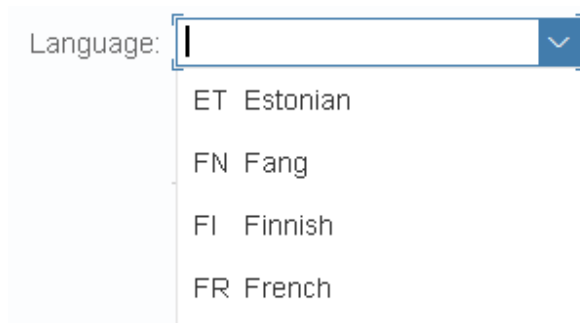 Language:
ET Estonian
FN Fang
FI Finnish
FR French